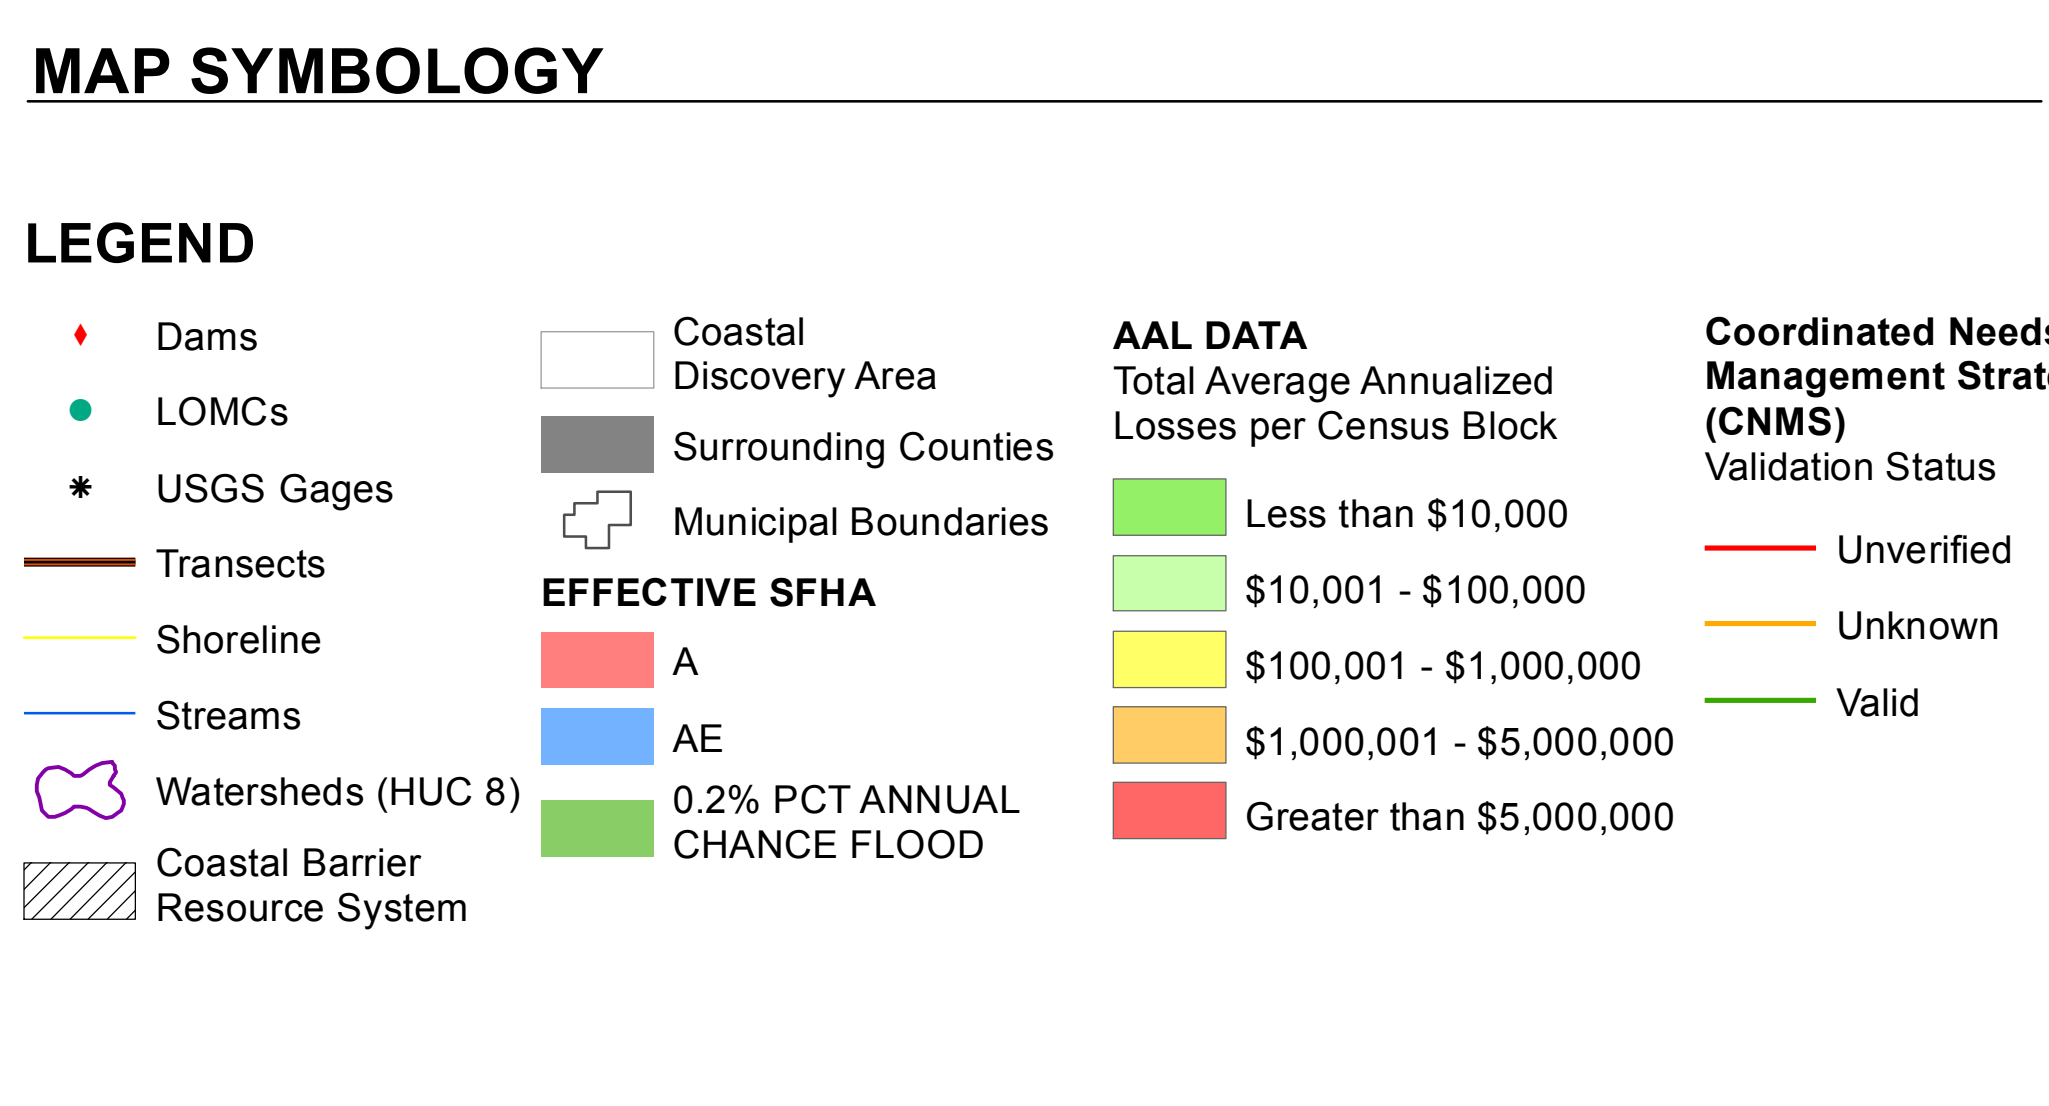 MAP SYMBOLOGY
LEGEND
Dams
LOMCs
USGS Gages
Transects
Shoreline
Streams
Watersheds (HUC 8)
Coastal Barrier
Resource System
Coastal
Discovery Area
Surrounding Counties
Municipal Boundaries
EFFECTIVE SFHA
A
AE
0.2% PCT ANNUAL
CHANCE FLOOD
AAL DATA
Total Average Annualized
Losses per Census Block
Less than $10,000
$10,001 - $100,000
$100,001 - $1,000,000
$1,000,001 - $5,000,000
Greater than $5,000,000
Coordinated Needs
Management
(CNMS)
Validation Status
Unverified
Unknown
Valid